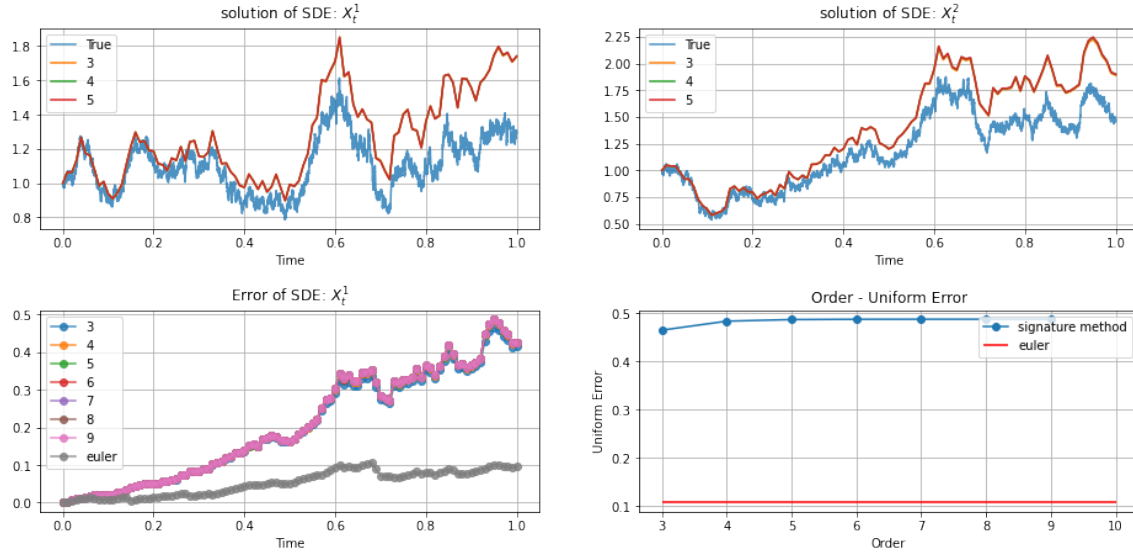 solution of SDE: X_t^1
True
3
4
5
1.8
1.6
1.4
1.2
1.0
0.8
0.0 0.2 0.4 0.6 0.8 1.0
Time
solution of SDE: X_t^2
True
3
4
5
2.25
2.00
1.75
1.50
1.25
1.00
0.75
0.50
0.0 0.2 0.4 0.6 0.8 1.0
Time
Error of SDE: X_t^1
3
4
5
6
7
8
9
euler
0.5
0.4
0.3
0.2
0.1
0.0
0.0 0.2 0.4 0.6 0.8 1.0
Time
Order - Uniform Error
signature method
euler
Uniform Error
0.5
0.4
0.3
0.2
0.1
3 4 5 6 7 8 9 10
Order